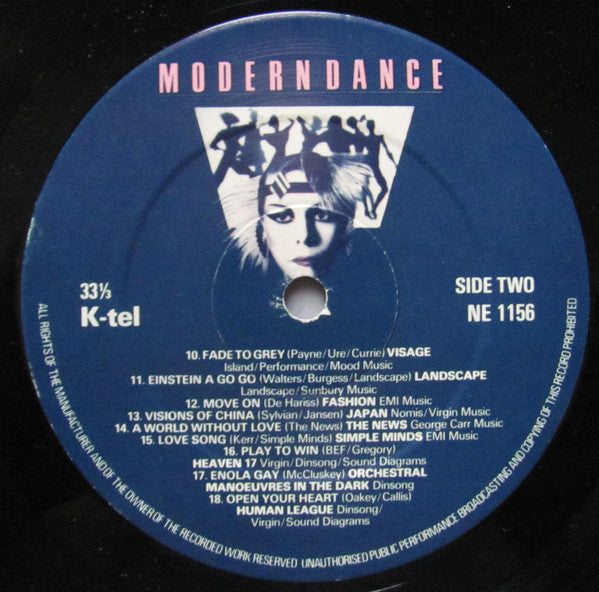 MODERN DANCE
33⅓
K-tel
SIDE TWO
NE 1156
10. FADE TO GREY (Payne/Ure/Currie) VISAGE
Island/Performance/Mood Music
11. EINSTEIN A GO GO (Walters/Burgess/Landscape) LANDSCAPE
Landscape/Sunbury Music
12. MOVE ON (De Hariss) FASHION EMI Music
13. VISIONS OF CHINA (Sylvian/Jansen) JAPAN Nomis/Virgin Music
14. A WORLD WITHOUT LOVE (The News) THE NEWS George Carr Music
15. LOVE SONG (Kerr/Simple Minds) SIMPLE MINDS EMI Music
16. PLAY TO WIN (BEF/Gregory)
HEAVEN 17 Virgin/Dinsong/Sound Diagrams
17. ENOLA GAY (McCluskey) ORCHESTRAL
MANOEUVRES IN THE DARK Dinsong
18. OPEN YOUR HEART (Oakey/Callis)
HUMAN LEAGUE Dinsong/
Virgin/Sound Diagrams
ALL RIGHTS OF THE MANUFACTURER AND OF THE OWNER OF THE RECORDED WORK RESERVED UNAUTHORISED PUBLIC PERFORMANCE BROADCASTING AND COPYING OF THIS RECORD PROHIBITED